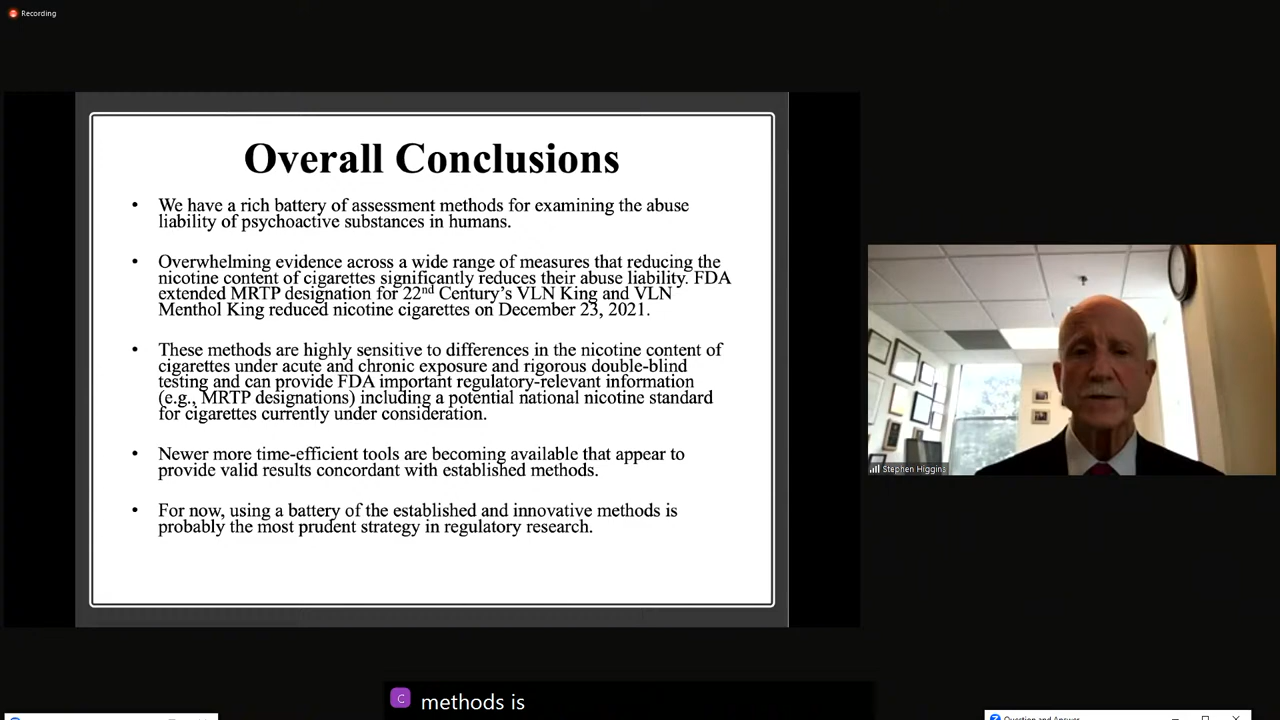 Recording
Overall Conclusions
• We have a rich battery of assessment methods for examining the abuse
liability of psychoactive substances in humans.
• Overwhelming evidence across a wide range of measures that reducing the
nicotine content of cigarettes significantly reduces their abuse liability. FDA
extended MRTP designation for 22nd Century's VLN King and VLN
Menthol King reduced nicotine cigarettes on December 23, 2021.
• These methods are highly sensitive to differences in the nicotine content of
cigarettes under acute and chronic exposure and rigorous double-blind
testing and can provide FDA important regulatory-relevant information
(e.g., MRTP designations) including a potential national nicotine standard
for cigarettes currently under consideration.
• Newer more time-efficient tools are becoming available that appear to
provide valid results concordant with established methods.
• For now, using a battery of the established and innovative methods is
probably the most prudent strategy in regulatory research.
Stephen Higgins
C methods is
Question and Answer